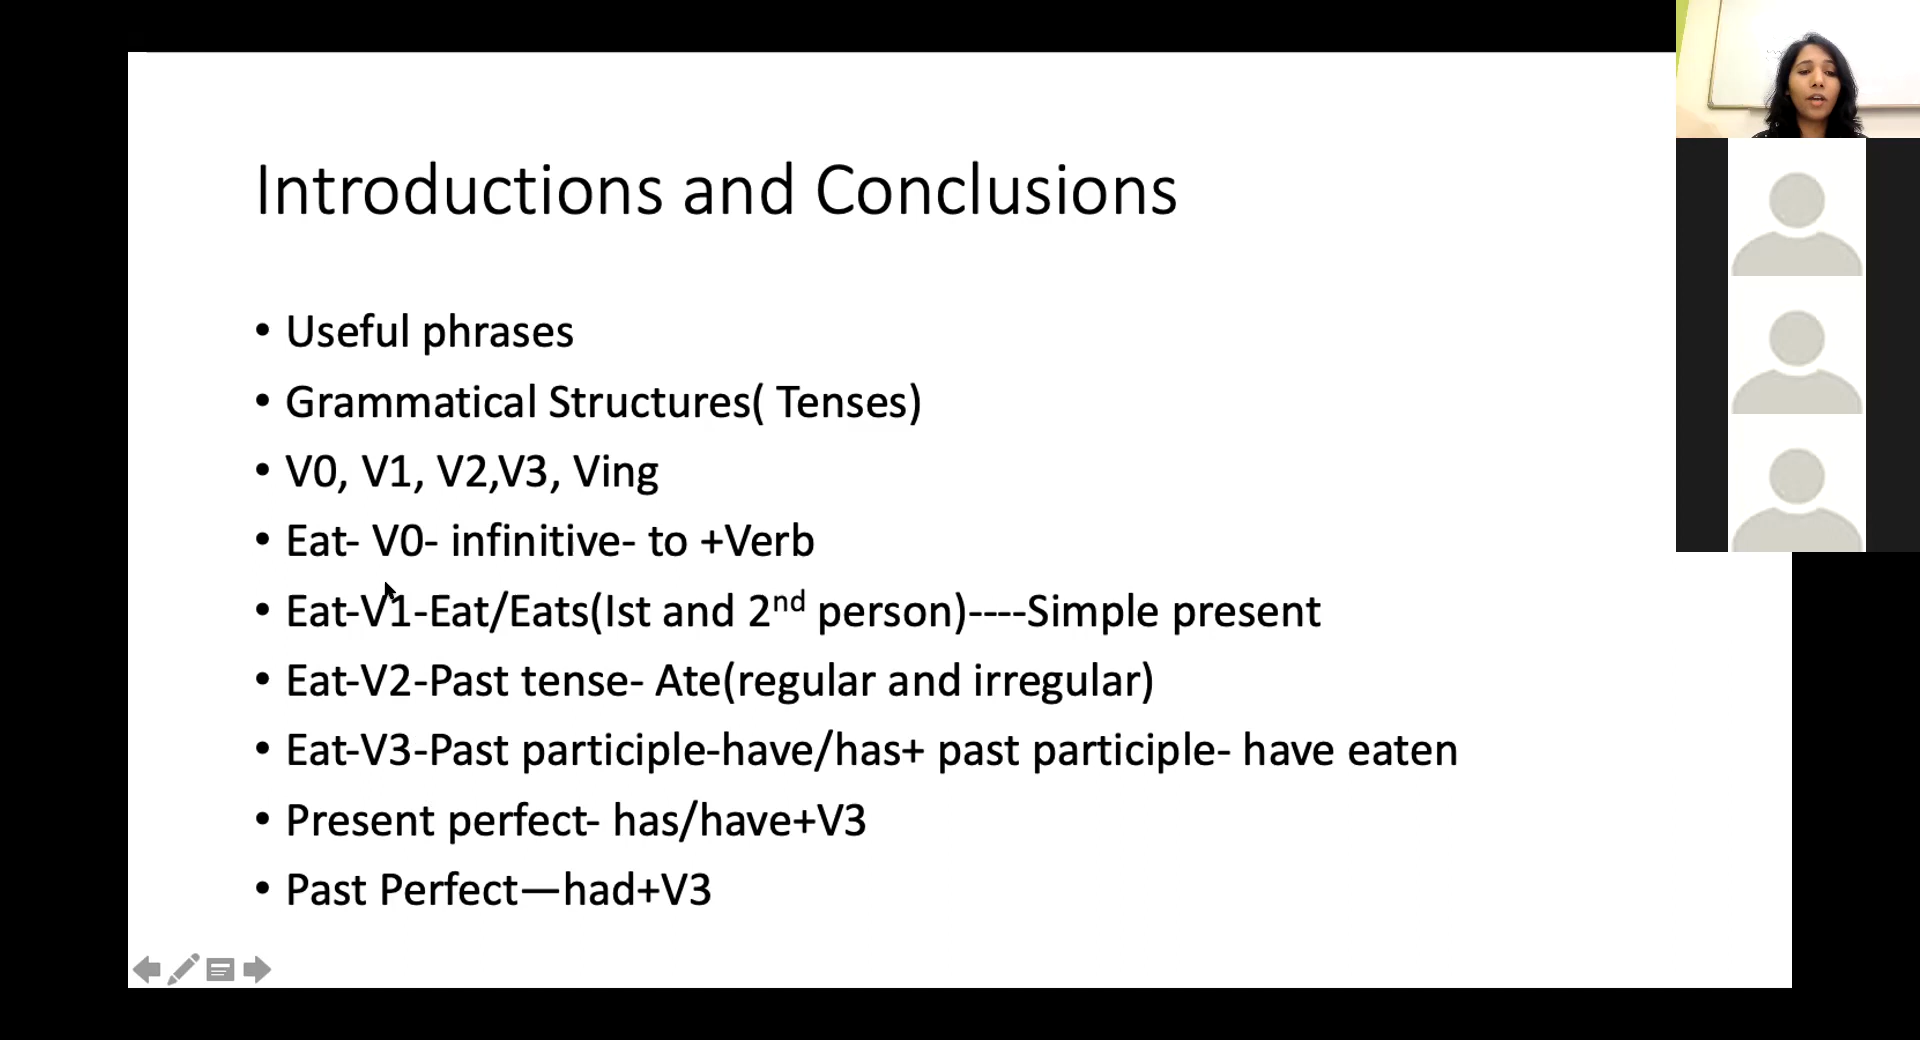 Introductions and Conclusions
• Useful phrases
• Grammatical Structures( Tenses)
• V0, V1, V2,V3, Ving
• Eat- V0- infinitive- to +Verb
• Eat-V1-Eat/Eats(Ist and 2nd person)----Simple present
• Eat-V2-Past tense- Ate(regular and irregular)
• Eat-V3-Past participle-have/has+ past participle- have eaten
• Present perfect- has/have+V3
• Past Perfect—had+V3